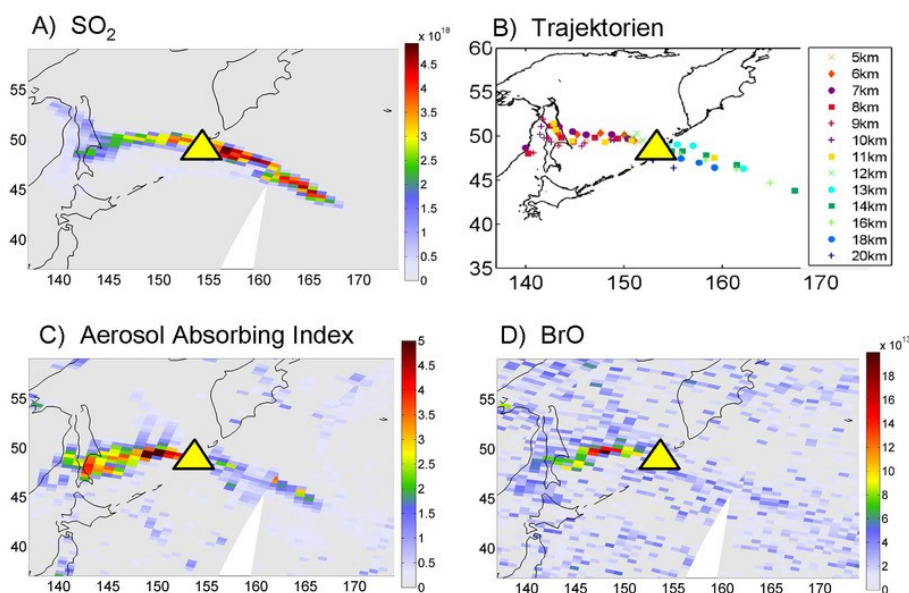 A) SO₂
x 10¹⁸
4.5
4
3.5
3
2.5
2
1.5
1
0.5
0
55
50
45
40
140 145 150 155 160 165 170
B) Trajektorien
60
55
50
45
40
35
140 150 160 170
5km
6km
7km
8km
9km
10km
11km
12km
13km
14km
16km
18km
20km
C) Aerosol Absorbing Index
5
4.5
4
3.5
3
2.5
2
1.5
1
0.5
0
55
50
45
40
140 145 150 155 160 165 170
D) BrO
x 10¹³
18
16
14
12
10
8
6
4
2
0
55
50
45
40
140 145 150 155 160 165 170